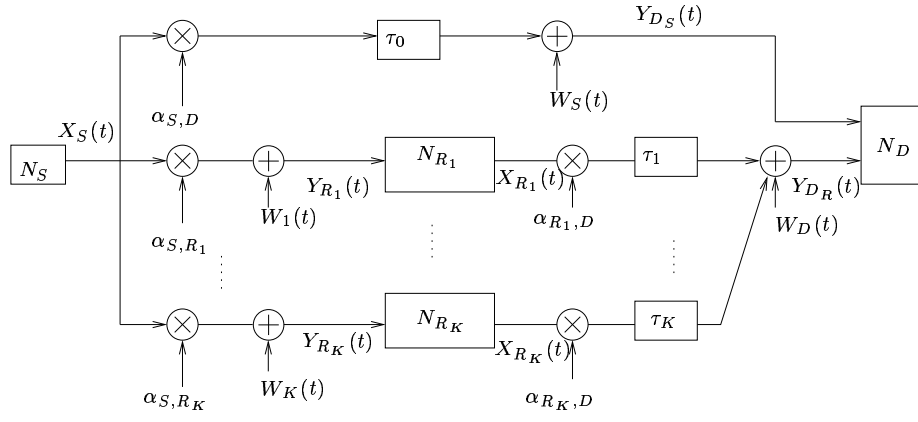 Y_{D_S}(t)
τ_0
W_S(t)
α_{S,D}
X_S(t)
N_S
N_D
N_{R_1}
τ_1
Y_{R_1}(t)
X_{R_1}(t)
Y_{D_R}(t)
W_1(t)
α_{R_1,D}
W_D(t)
α_{S,R_1}
N_{R_K}
τ_K
Y_{R_K}(t)
X_{R_K}(t)
W_K(t)
α_{S,R_K}
α_{R_K,D}